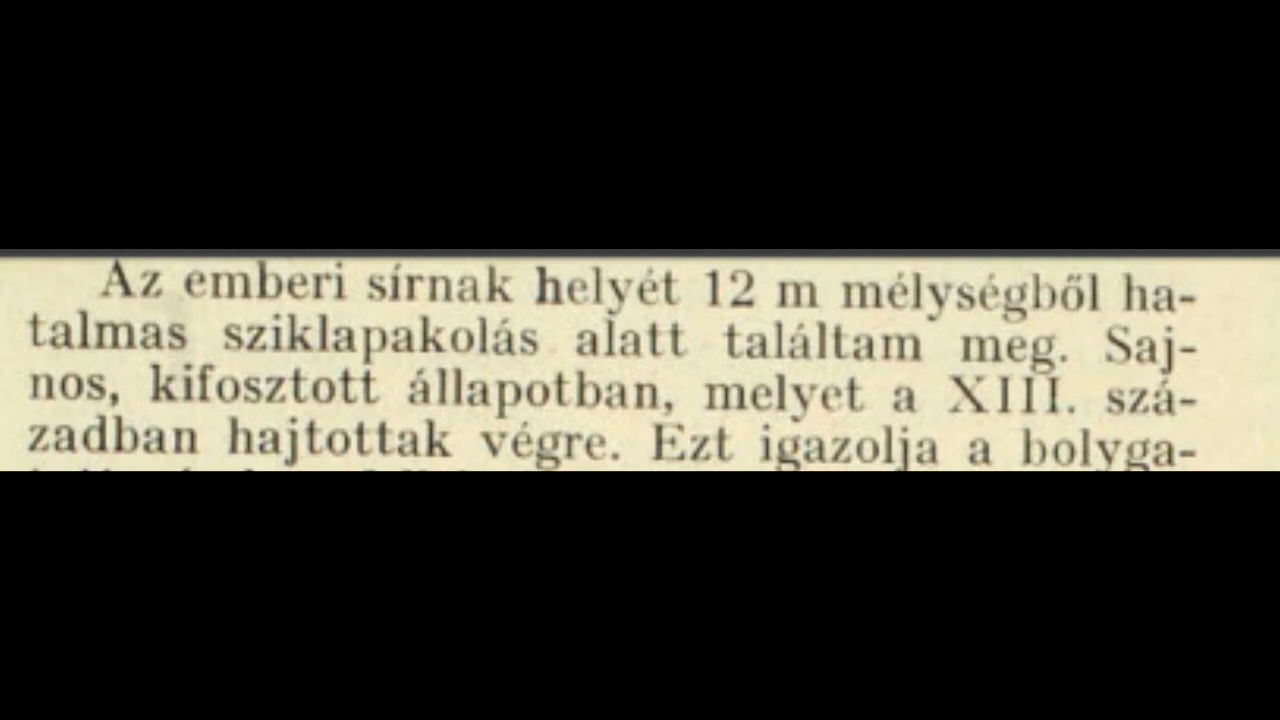 Az emberi sírnak helyét 12 m mélységből ha-
talmas sziklapakolás alatt találtam meg. Saj-
nos, kifosztott állapotban, melyet a XIII. szá-
zadban hajtottak végre. Ezt igazolja a bolyga-